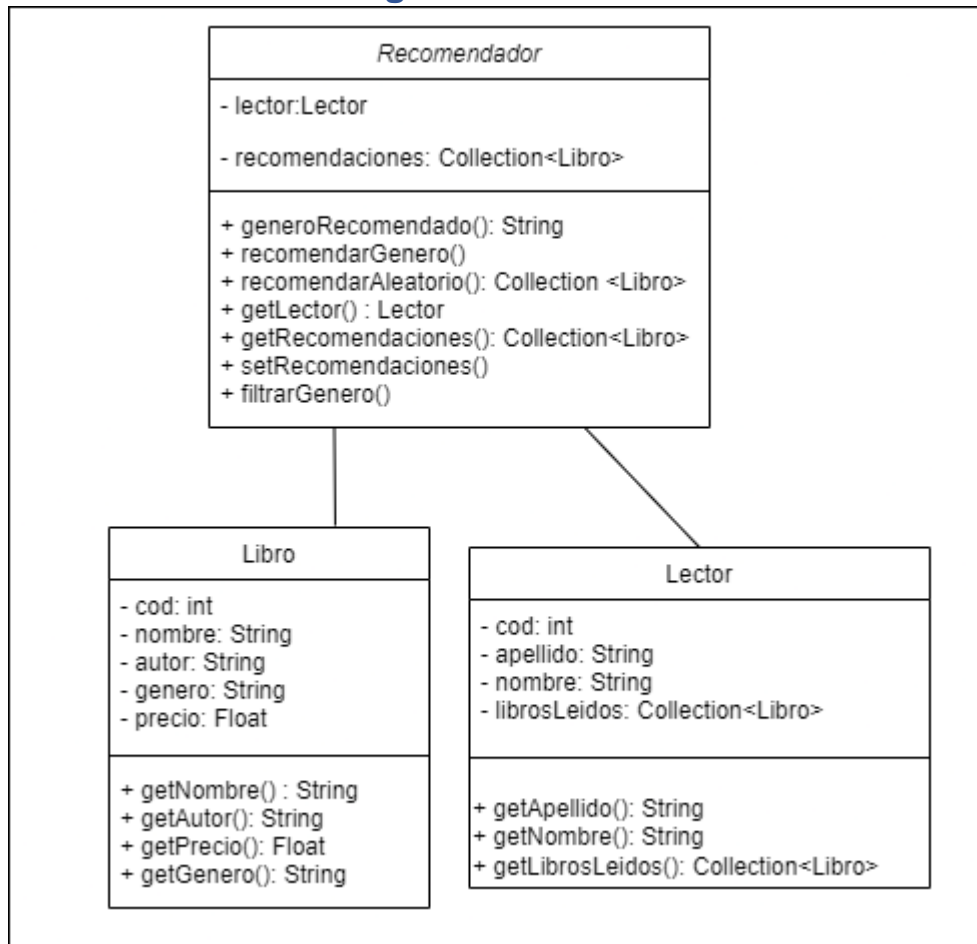 Recomendador
- lector:Lector
- recomendaciones: Collection<Libro>
+ generoRecomendado(): String
+ recomendarGenero()
+ recomendarAleatorio(): Collection <Libro>
+ getLector() : Lector
+ getRecomendaciones(): Collection<Libro>
+ setRecomendaciones()
+ filtrarGenero()
Libro
- cod: int
- nombre: String
- autor: String
- genero: String
- precio: Float
+ getNombre() : String
+ getAutor(): String
+ getPrecio(): Float
+ getGenero(): String
Lector
- cod: int
- apellido: String
- nombre: String
- librosLeidos: Collection<Libro>
+ getApellido(): String
+ getNombre(): String
+ getLibrosLeidos(): Collection<Libro>